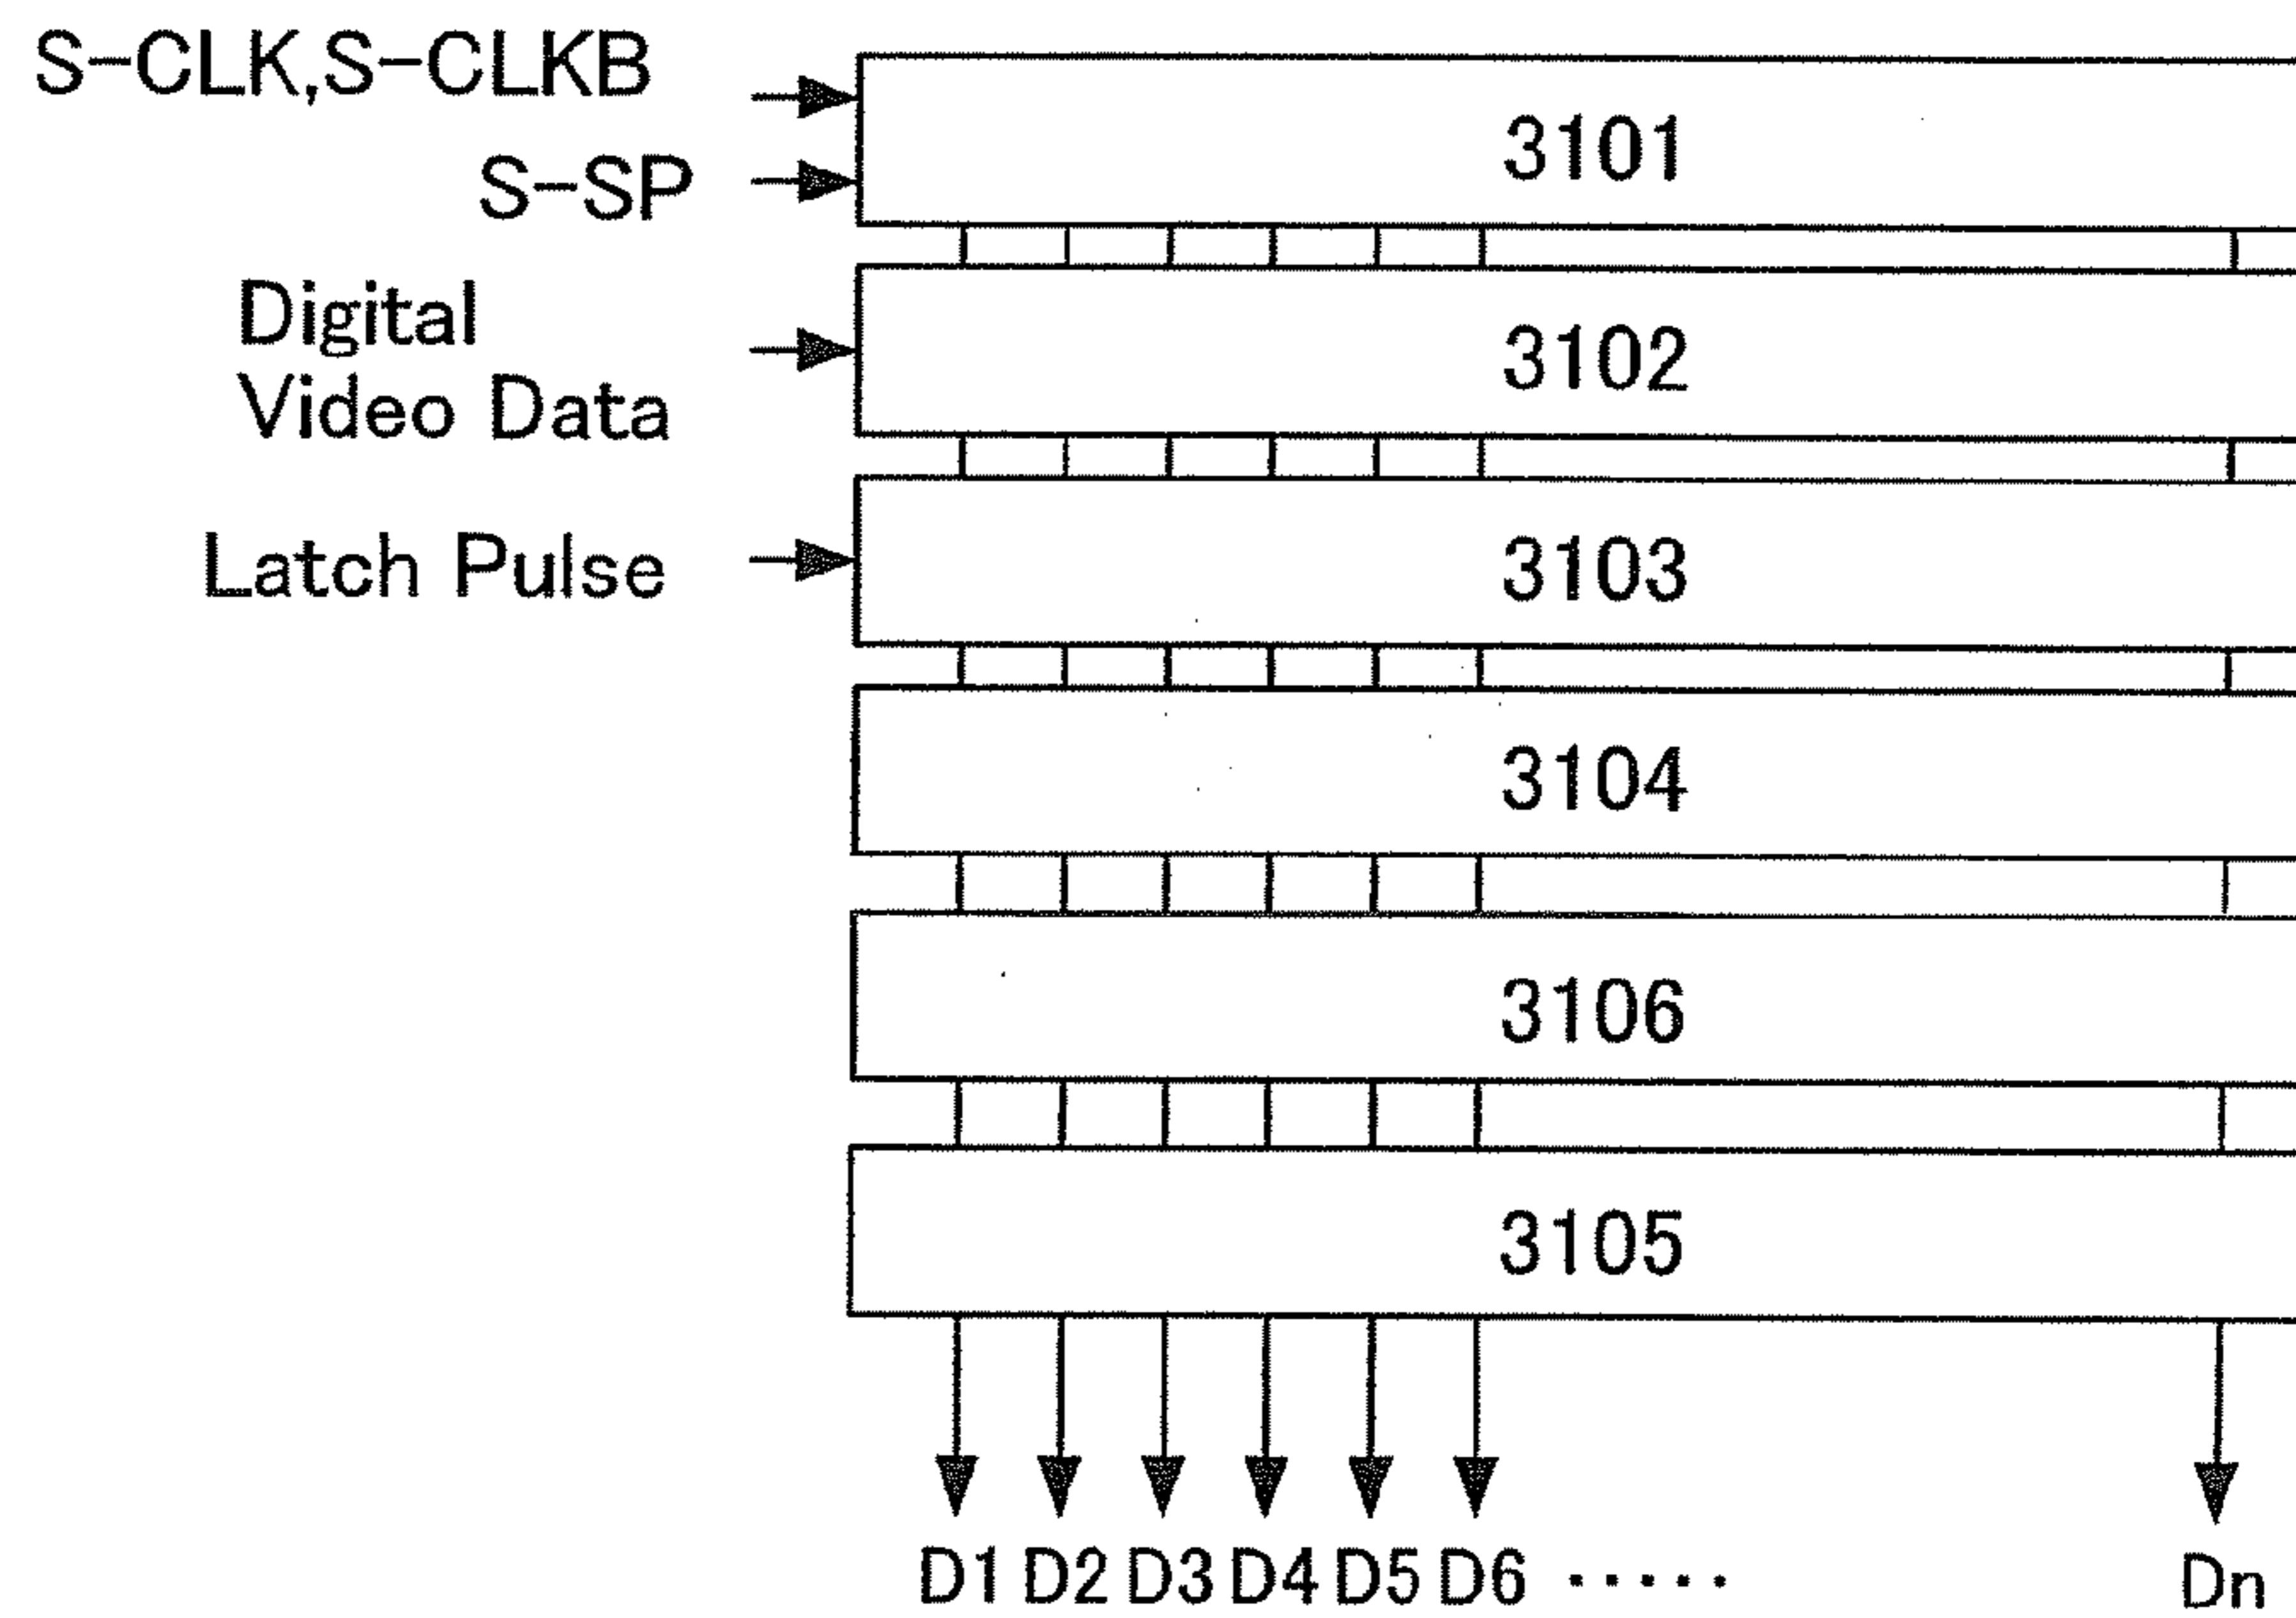 S-CLK,S-CLKB
3101
S-SP
Digital
Video Data
3102
Latch Pulse
3103
3104
3106
3105
D1 D2 D3 D4 D5 D6 ····· Dn